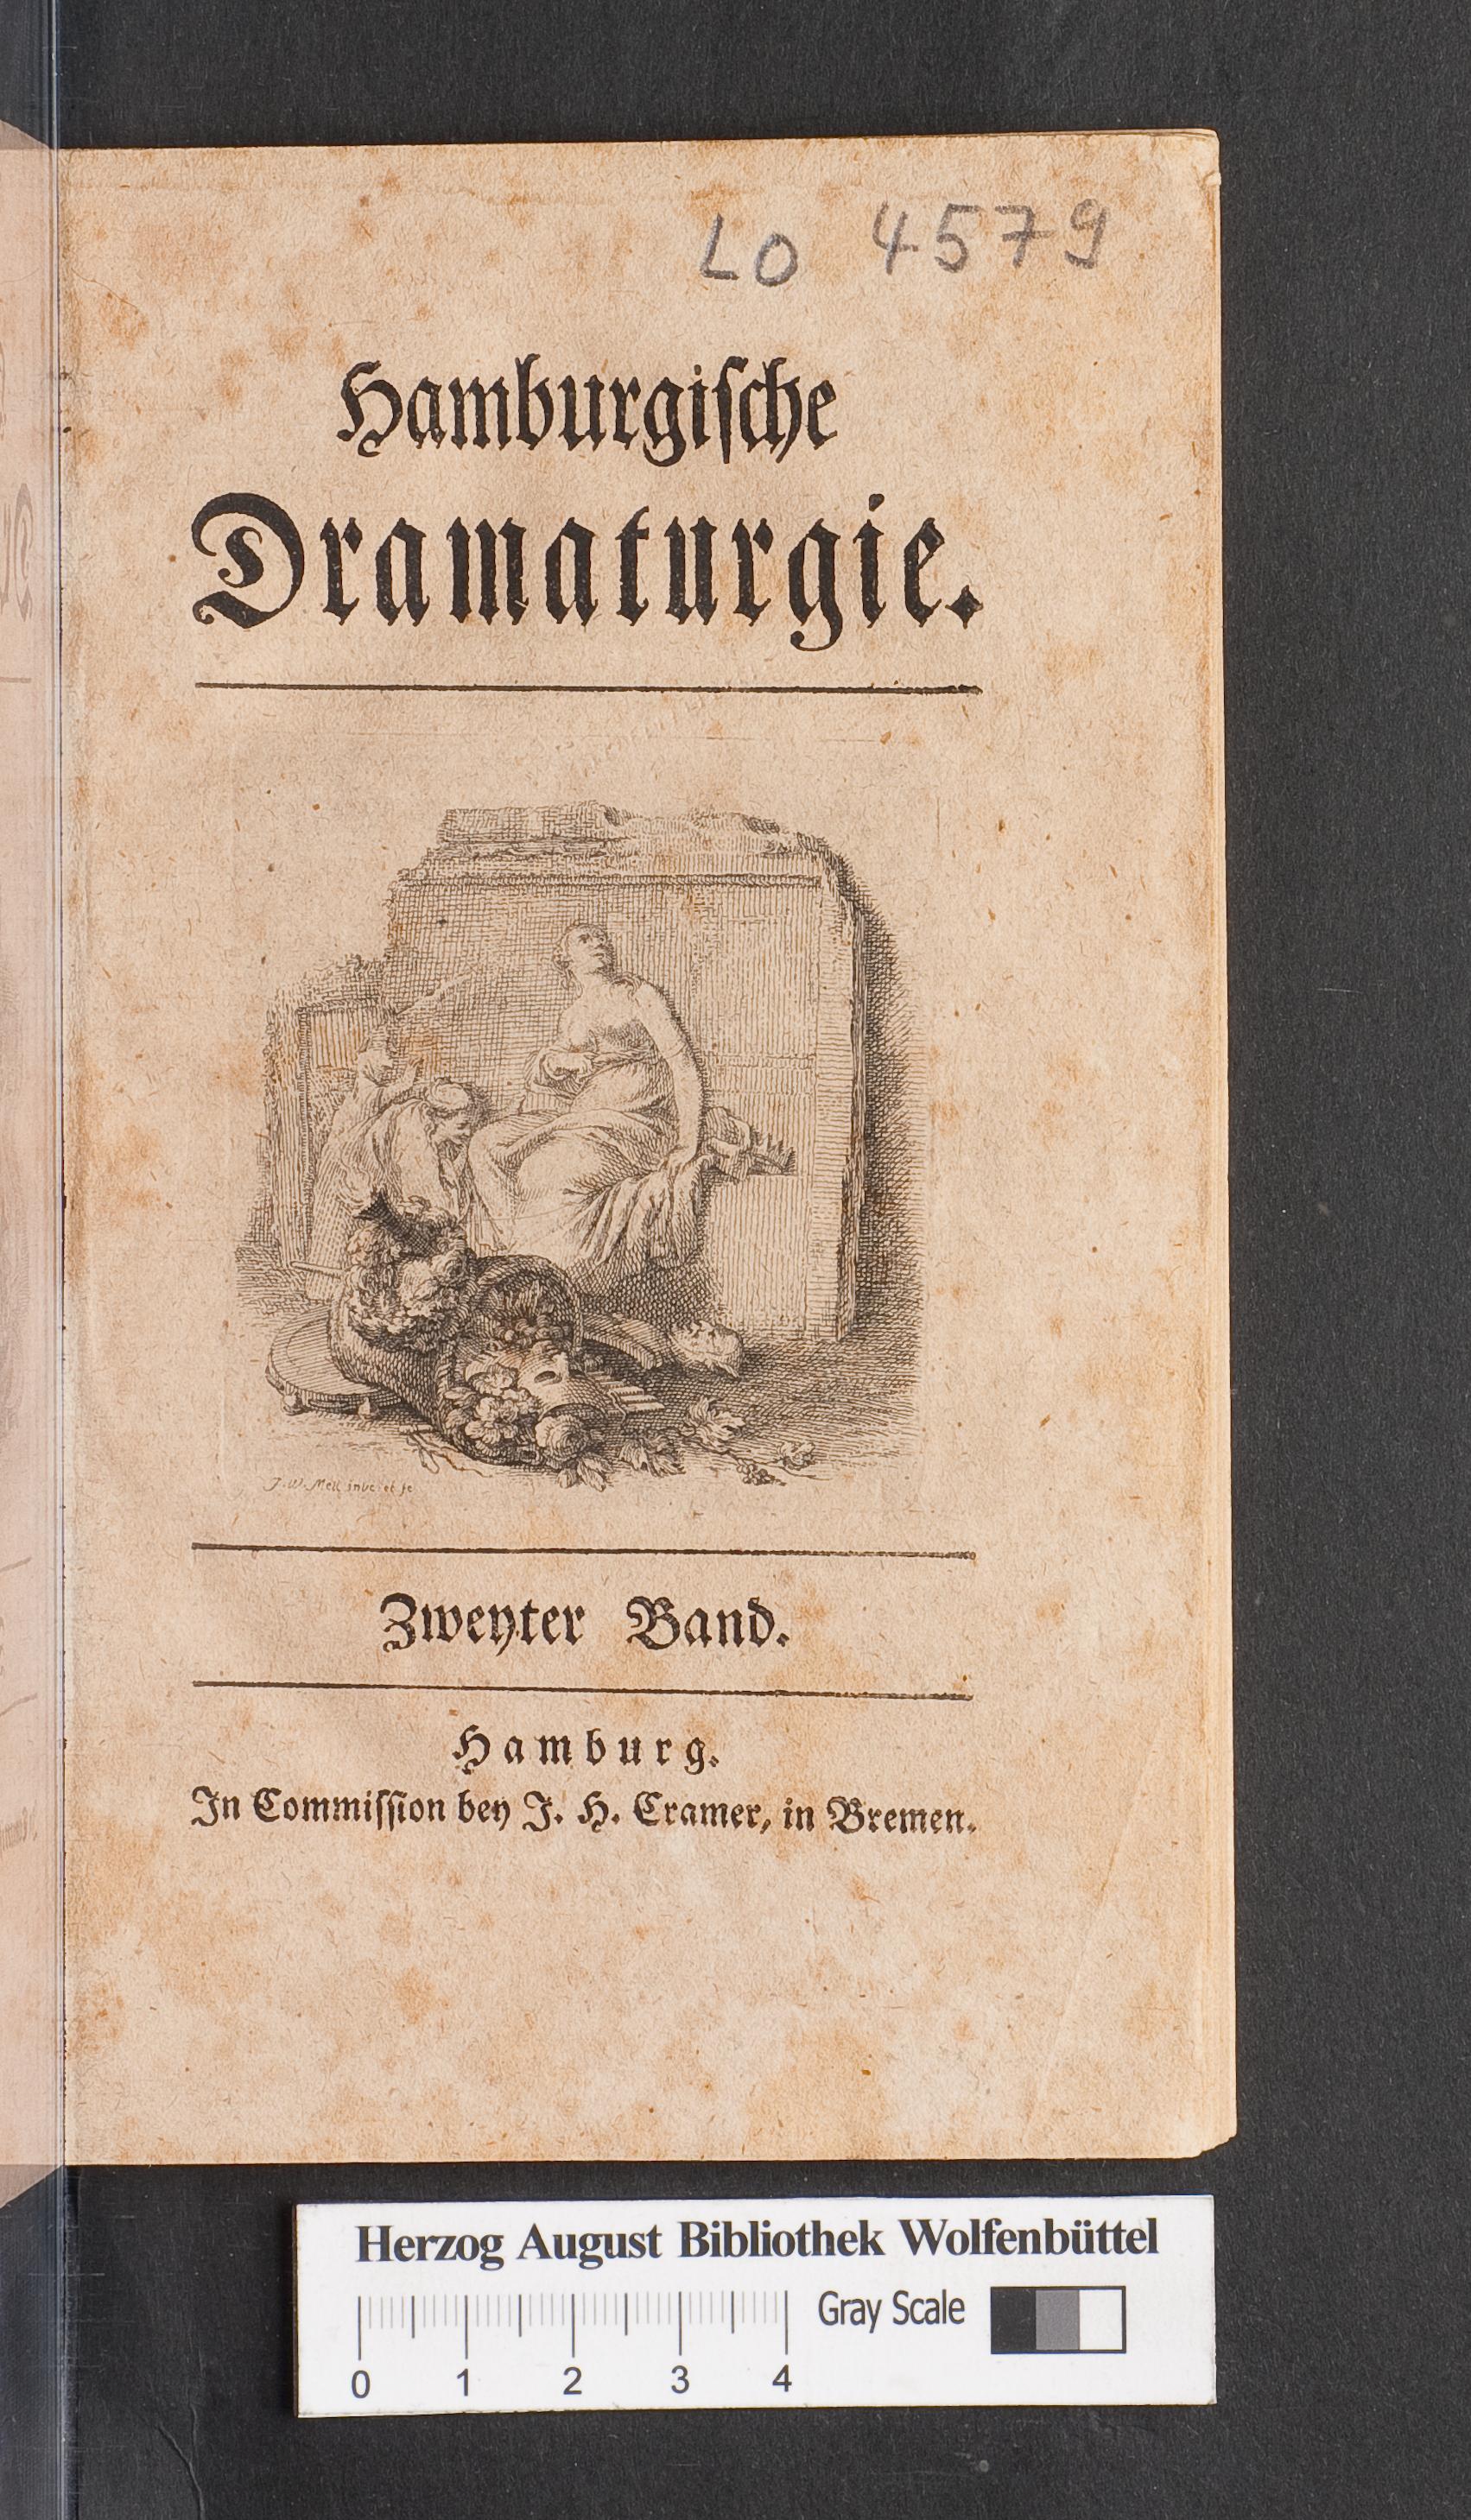 LO 4579
Hamburgiſche
Dramaturgie.
J. W. Meil inv. et fe
Zweyter Band.
Hamburg.
In Commiſſion bey J. H. Cramer, in Bremen.
Herzog August Bibliothek Wolfenbüttel
Gray Scale
0 1 2 3 4